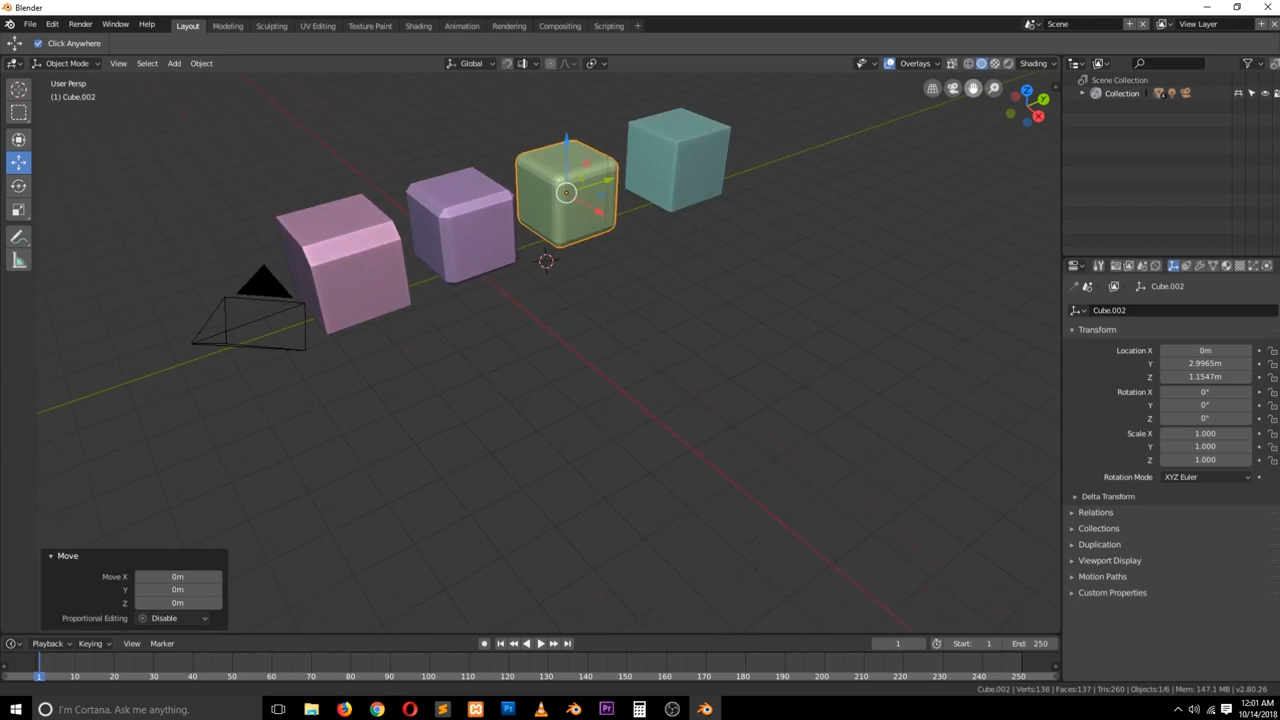 Blender
File Edit Render Window Help Layout Modeling Sculpting UV Editing Texture Paint Shading Animation Rendering Compositing Scripting + Scene View Layer
Click Anywhere
Object Mode View Select Add Object Global Overlays Shading
User Persp
(1) Cube.002
Z
Y
X
Scene Collection
Collection
Cube.002
Cube.002
Transform
Location X 0m
Y 2.9965m
Z 1.1547m
Rotation X 0°
Y 0°
Z 0°
Scale X 1.000
Y 1.000
Z 1.000
Rotation Mode XYZ Euler
Delta Transform
Relations
Collections
Duplication
Viewport Display
Motion Paths
Custom Properties
Move
Move X 0m
Y 0m
Z 0m
Proportional Editing Disable
Playback Keying View Marker 1 Start: 1 End: 250
1 10 20 30 40 50 60 70 80 90 100 110 120 130 140 150 160 170 180 190 200 210 220 230 240 250
Cube.002 | Verts:138 | Faces:137 | Tris:260 | Objects:1/6 | Mem: 147.1 MB | v2.80.26
I'm Cortana. Ask me anything.
12:01 AM
10/14/2018